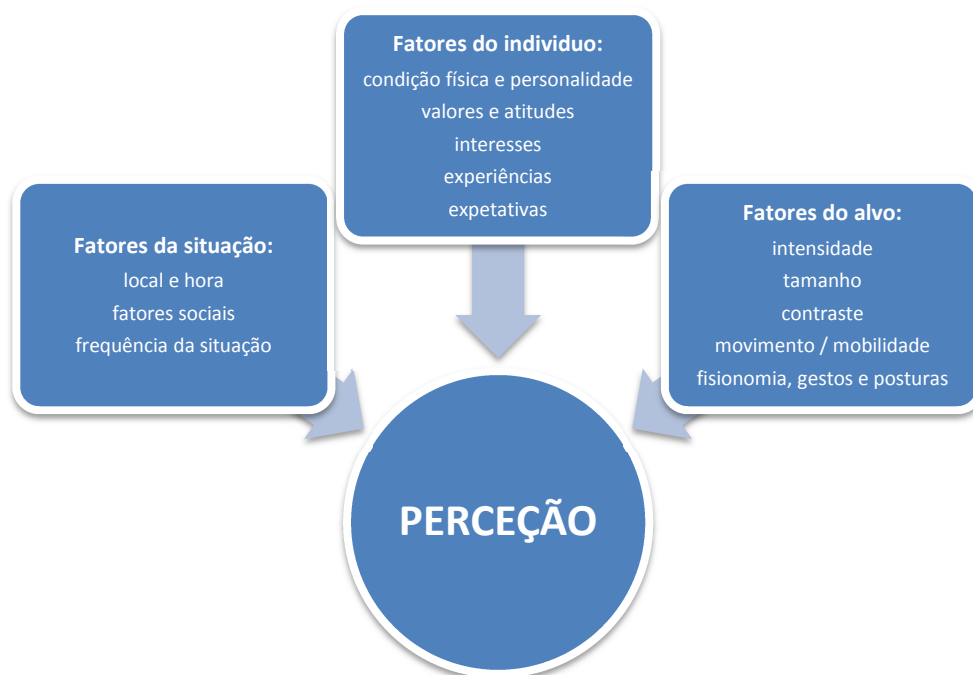 Fatores do individuo:
condição física e personalidade
valores e atitudes
interesses
experiências
expetativas
Fatores da situação:
local e hora
fatores sociais
frequência da situação
Fatores do alvo:
intensidade
tamanho
contraste
movimento / mobilidade
fisionomia, gestos e posturas
PERCEÇÃO